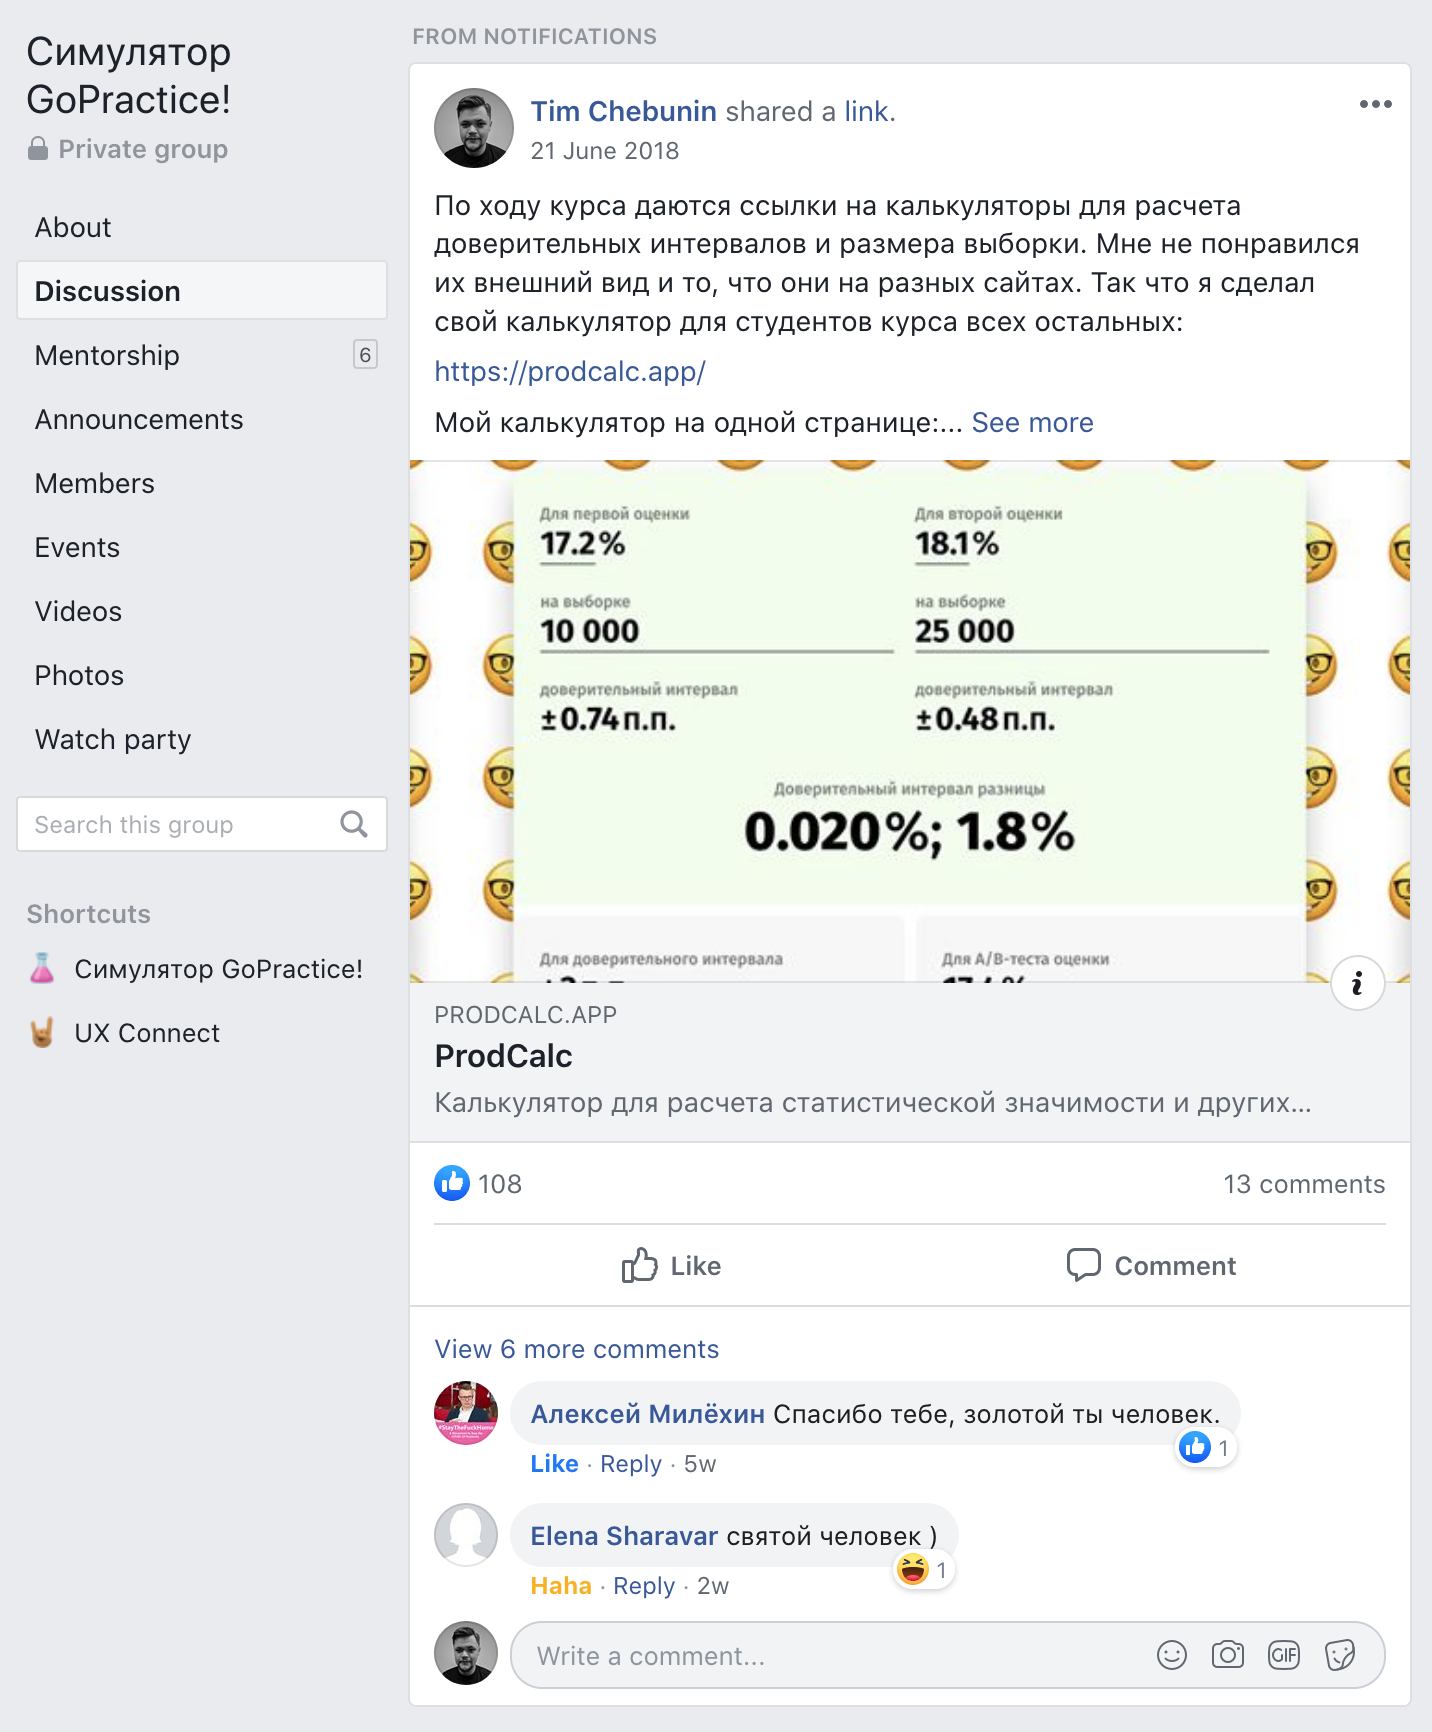 Симулятор
GoPractice!
Private group
About
Discussion
Mentorship
6
Announcements
Members
Events
Videos
Photos
Watch party
Search this group
Shortcuts
Симулятор GoPractice!
UX Connect
FROM NOTIFICATIONS
Tim Chebunin shared a link.
21 June 2018
По ходу курса даются ссылки на калькуляторы для расчета
доверительных интервалов и размера выборки. Мне не понравился
их внешний вид и то, что они на разных сайтах. Так что я сделал
свой калькулятор для студентов курса всех остальных:
https://prodcalc.app/
Мой калькулятор на одной странице:... See more
Для первой оценки
17.2%
на выборке
10 000
доверительный интервал
±0.74 п.п.
Для второй оценки
18.1%
на выборке
25 000
доверительный интервал
±0.48 п.п.
Доверительный интервал разницы
0.020%; 1.8%
Для доверительного интервала
Для A/B-теста оценки
PRODCALC.APP
ProdCalc
Калькулятор для расчета статистической значимости и других...
108
13 comments
Like
Comment
View 6 more comments
Алексей Милёхин Спасибо тебе, золотой ты человек.
1
Like · Reply · 5w
Elena Sharavar святой человек )
1
Haha · Reply · 2w
Write a comment...
GIF